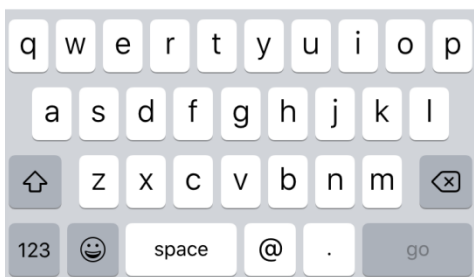 q w e r t y u i o p
a s d f g h j k l
z x c v b n m
123 space @ . go